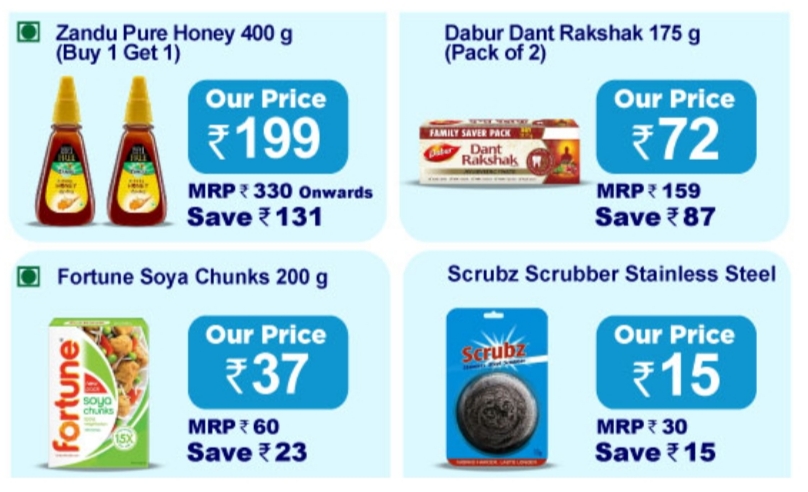 Zandu Pure Honey 400 g
(Buy 1 Get 1)
Our Price
₹199
MRP ₹ 330 Onwards
Save ₹ 131
Dabur Dant Rakshak 175 g
(Pack of 2)
FAMILY SAVER PACK
Dabur
Dant
Rakshak
Our Price
₹72
MRP ₹ 159
Save ₹ 87
Fortune Soya Chunks 200 g
fortune
soya
chunks
15X
Our Price
₹37
MRP ₹ 60
Save ₹ 23
Scrubz Scrubber Stainless Steel
Scrubz
Our Price
₹15
MRP ₹ 30
Save ₹ 15